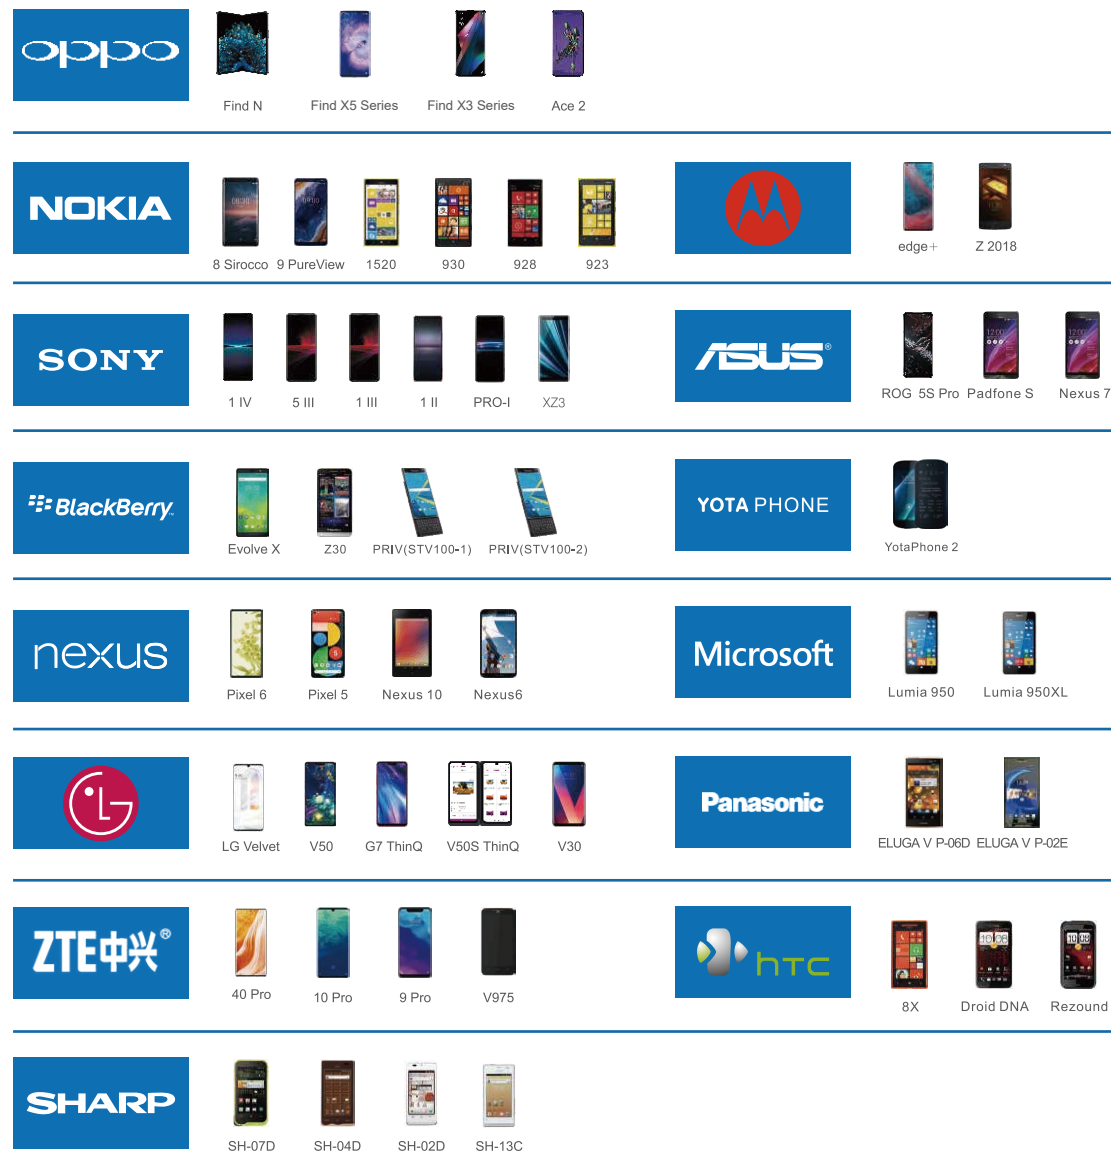 oppo
Find N Find X5 Series Find X3 Series Ace 2
NOKIA
8 Sirocco 9 PureView 1520 930 928 923
edge+ Z 2018
SONY
1 IV 5 III 1 III 1 II PRO-I XZ3
ASUS®
ROG 5S Pro Padfone S Nexus 7
BlackBerry
Evolve X Z30 PRIV(STV100-1) PRIV(STV100-2)
YOTA PHONE
YotaPhone 2
nexus
Pixel 6 Pixel 5 Nexus 10 Nexus6
Microsoft
Lumia 950 Lumia 950XL
LG
LG Velvet V50 G7 ThinQ V50S ThinQ V30
Panasonic
ELUGA V P-06D ELUGA V P-02E
ZTE中兴®
40 Pro 10 Pro 9 Pro V975
hTC
8X Droid DNA Rezound
SHARP
SH-07D SH-04D SH-02D SH-13C